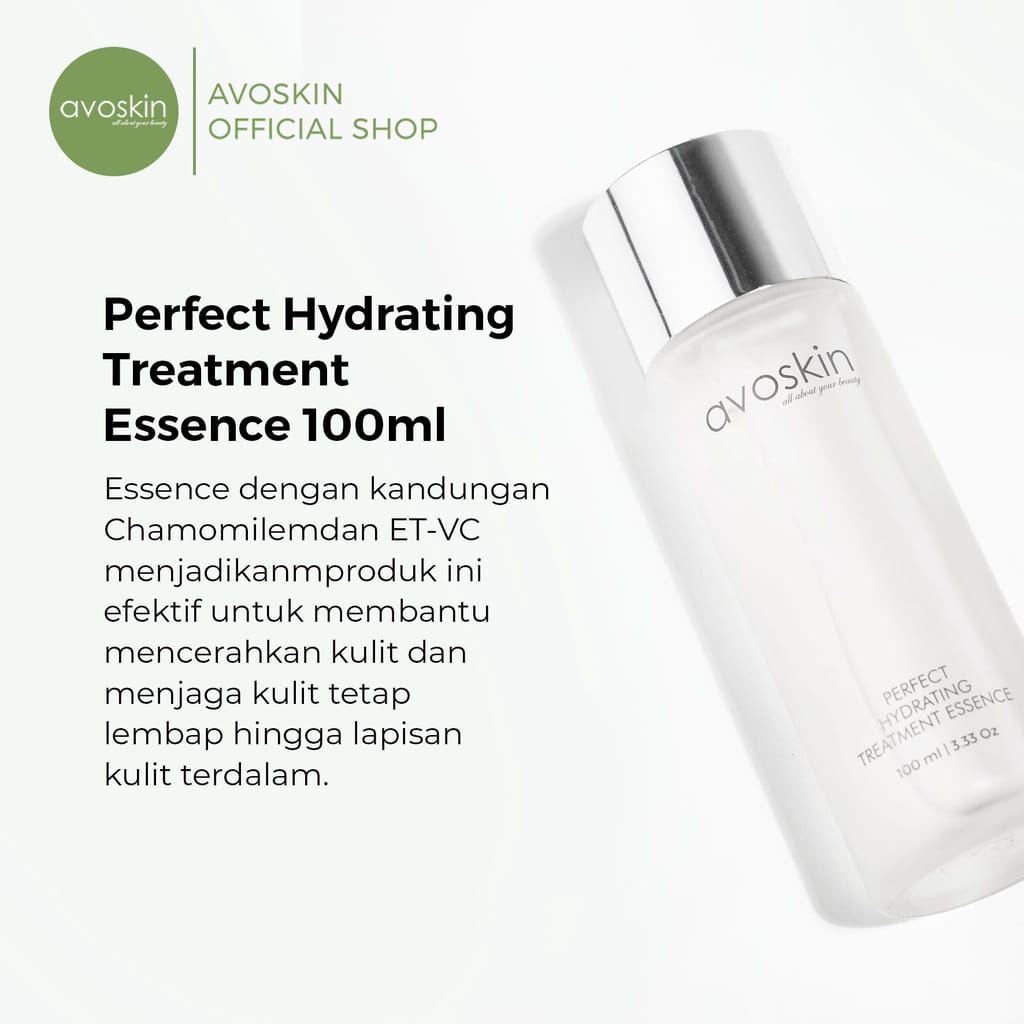 avoskin
all about your beauty
AVOSKIN
OFFICIAL SHOP
Perfect Hydrating
Treatment
Essence 100ml
Essence dengan kandungan
Chamomilemdan ET-VC
menjadikanmproduk ini
efektif untuk membantu
mencerahkan kulit dan
menjaga kulit tetap
lembap hingga lapisan
kulit terdalam.
avoskin
all about your beauty
PERFECT
HYDRATING
TREATMENT ESSENCE
100 ml | 3.33 Oz